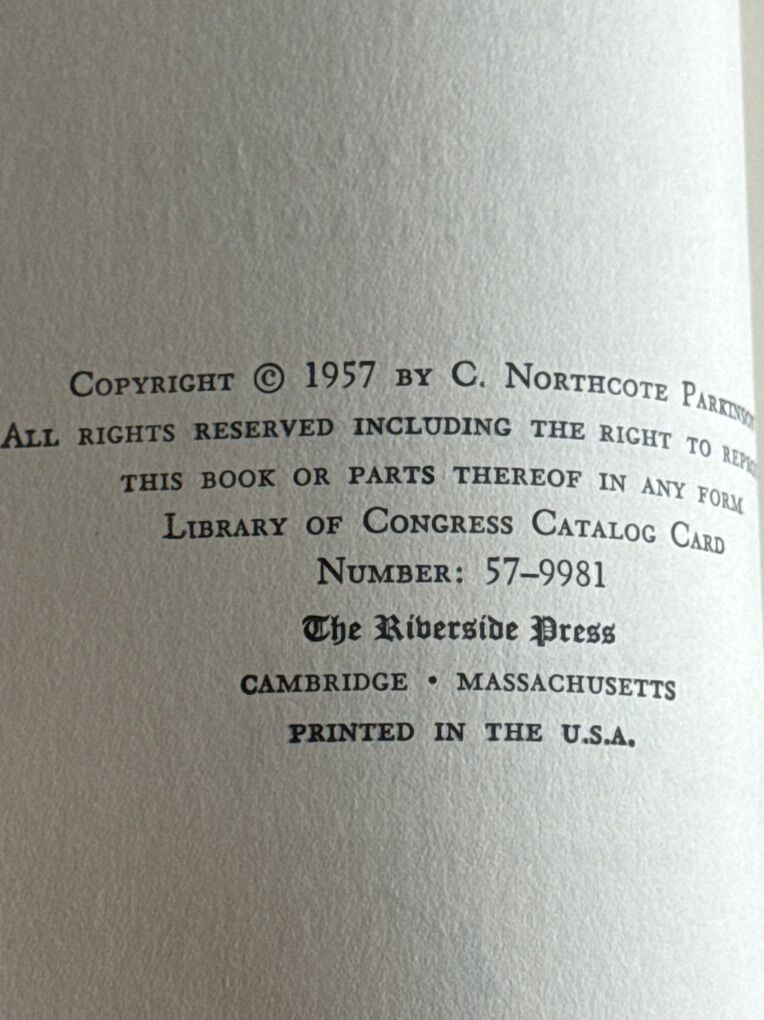 Copyright © 1957 by C. Northcote Parkinson
All rights reserved including the right to
this book or parts thereof in any form
Library of Congress Catalog Card
Number: 57–9981
The Riverside Press
Cambridge • Massachusetts
Printed in the U.S.A.